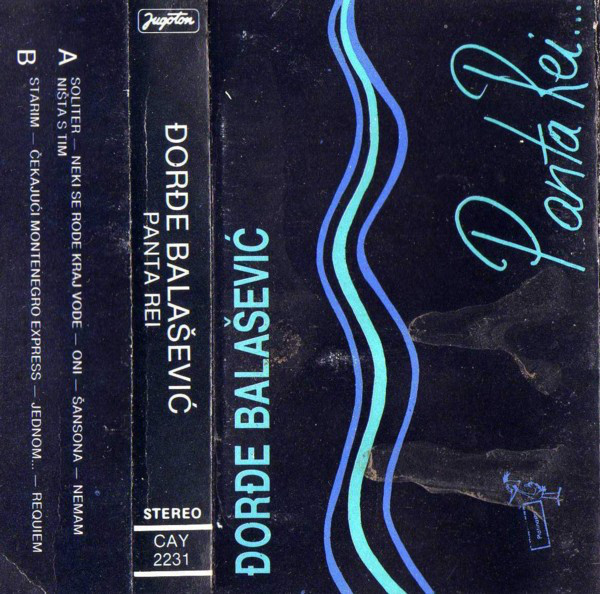 Panta Rei...
ĐORĐE BALAŠEVIĆ
Jugoton
ĐORĐE BALAŠEVIĆ
PANTA REI
STEREO
CAY
2231
A
SOLITER — NEKI SE RODE KRAJ VODE — ONI — ŠANSONA — NEMAM
NIŠTA S TIM
B
STARIM — ČEKAJUĆI MONTENEGRO EXPRESS — JEDNOM... — REQUIEM